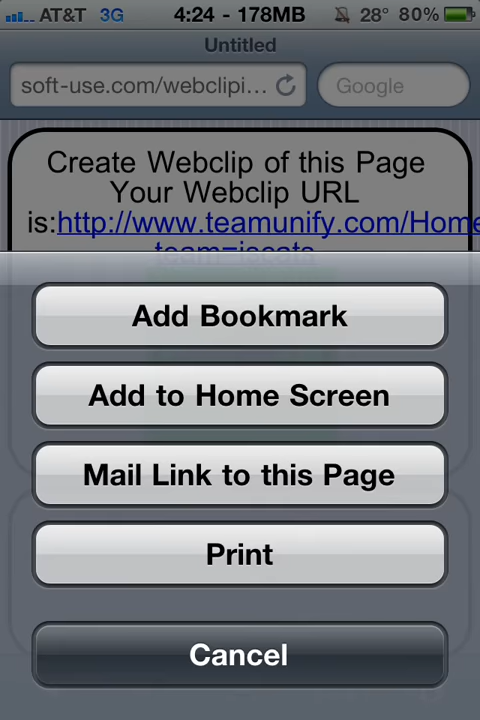 AT&T 3G 4:24 - 178MB 28° 80%
Untitled
soft-use.com/webclipi... Google
Create Webclip of this Page
Your Webclip URL
is:http://www.teamunify.com/Home
team=iscats
Add Bookmark
Add to Home Screen
Mail Link to this Page
Print
Cancel